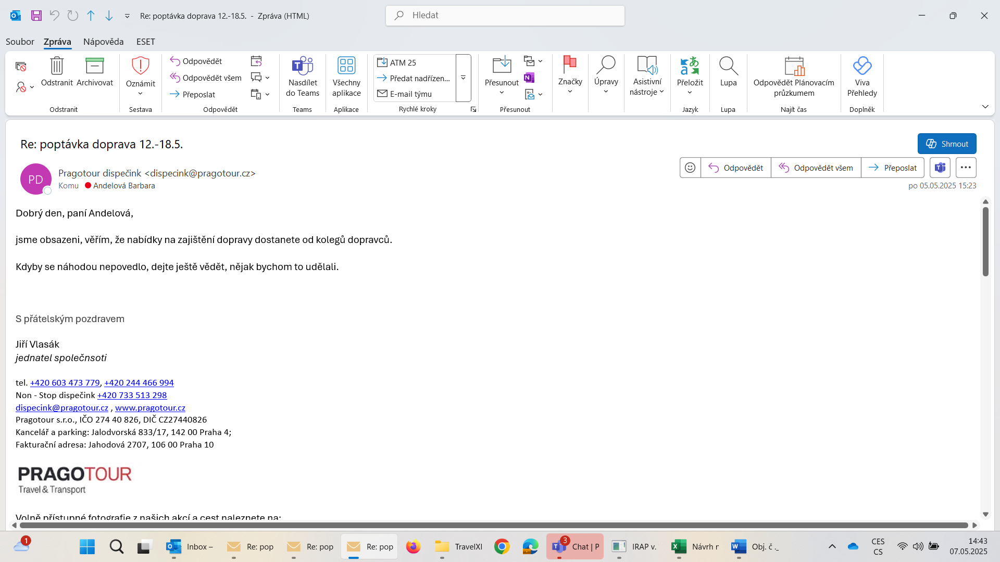 Re: poptávka doprava 12.-18.5. - Zpráva (HTML)
Hledat
Soubor Zpráva Nápověda ESET
Odstranit
Archivovat
Odstranit
Oznámit
Sestava
Odpovědět
Odpovědět všem
Přeposlat
Odpovědět
Nasdílet
do Teams
Teams
Všechny
aplikace
Aplikace
ATM 25
Předat nadřízen...
E-mail týmu
Rychlé kroky
Přesunout
Přesunout
Značky
Úpravy
Asistivní
nástroje
Přeložit
Jazyk
Lupa
Lupa
Odpovědět Plánovacím
průzkumem
Najít čas
Viva
Přehledy
Doplněk
Re: poptávka doprava 12.-18.5.
Shrnout
PD
Pragotour dispečink <dispecink@pragotour.cz>
Komu Andelová Barbara
Odpovědět Odpovědět všem Přeposlat
po 05.05.2025 15:23
Dobrý den, paní Andelová,
jsme obsazeni, věřím, že nabídky na zajištění dopravy dostanete od kolegů dopravců.
Kdyby se náhodou nepovedlo, dejte ještě vědět, nějak bychom to udělali.
S přátelským pozdravem
Jiří Vlasák
jednatel společnsoti
tel. +420 603 473 779, +420 244 466 994
Non - Stop dispečink +420 733 513 298
dispecink@pragotour.cz , www.pragotour.cz
Pragotour s.r.o., IČO 274 40 826, DIČ CZ27440826
Kancelář a parking: Jalodvorská 833/17, 142 00 Praha 4;
Fakturační adresa: Jahodová 2707, 106 00 Praha 10
PRAGOTOUR
Travel & Transport
Volně přístupné fotografie z našich akcí a cest naleznete na:
1
Inbox –
Re: pop
Re: pop
Re: pop
TravelXI
3
Chat | P
IRAP v.
Návrh r
Obj. č ._
CES
CS
14:43
07.05.2025